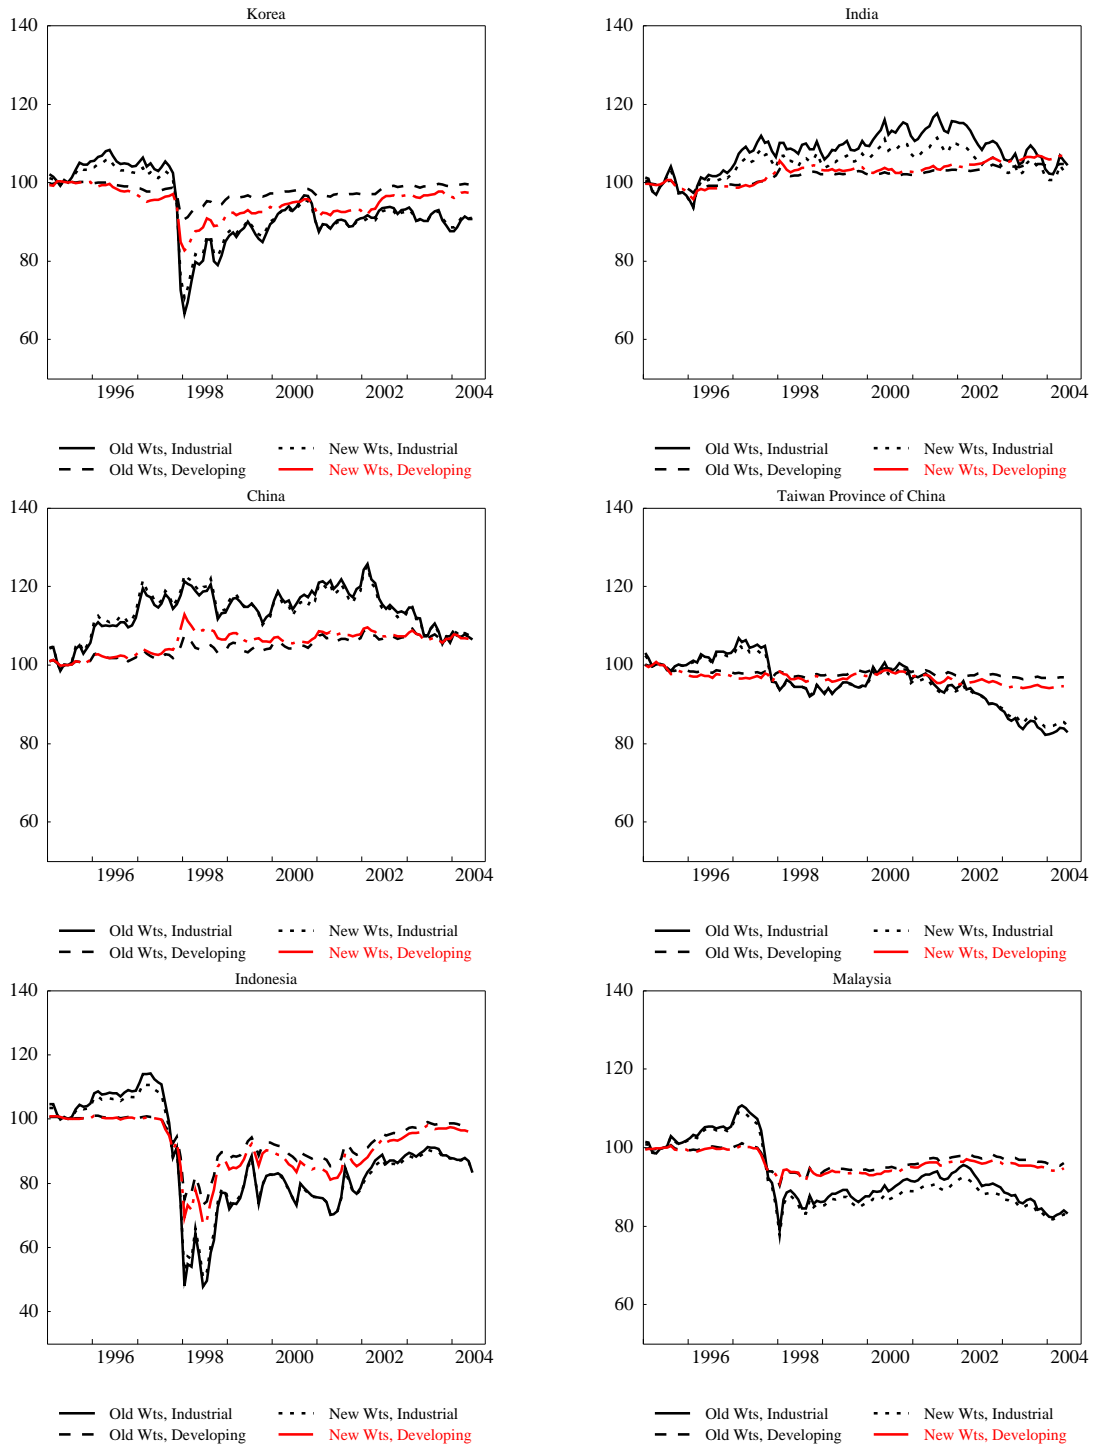 Korea
140
120
100
80
60
1996 1998 2000 2002 2004
Old Wts, Industrial New Wts, Industrial
Old Wts, Developing New Wts, Developing
India
140
120
100
80
60
1996 1998 2000 2002 2004
Old Wts, Industrial New Wts, Industrial
Old Wts, Developing New Wts, Developing
China
140
120
100
80
60
1996 1998 2000 2002 2004
Old Wts, Industrial New Wts, Industrial
Old Wts, Developing New Wts, Developing
Taiwan Province of China
140
120
100
80
60
1996 1998 2000 2002 2004
Old Wts, Industrial New Wts, Industrial
Old Wts, Developing New Wts, Developing
Indonesia
140
120
100
80
60
40
1996 1998 2000 2002 2004
Old Wts, Industrial New Wts, Industrial
Old Wts, Developing New Wts, Developing
Malaysia
140
120
100
80
60
1996 1998 2000 2002 2004
Old Wts, Industrial New Wts, Industrial
Old Wts, Developing New Wts, Developing